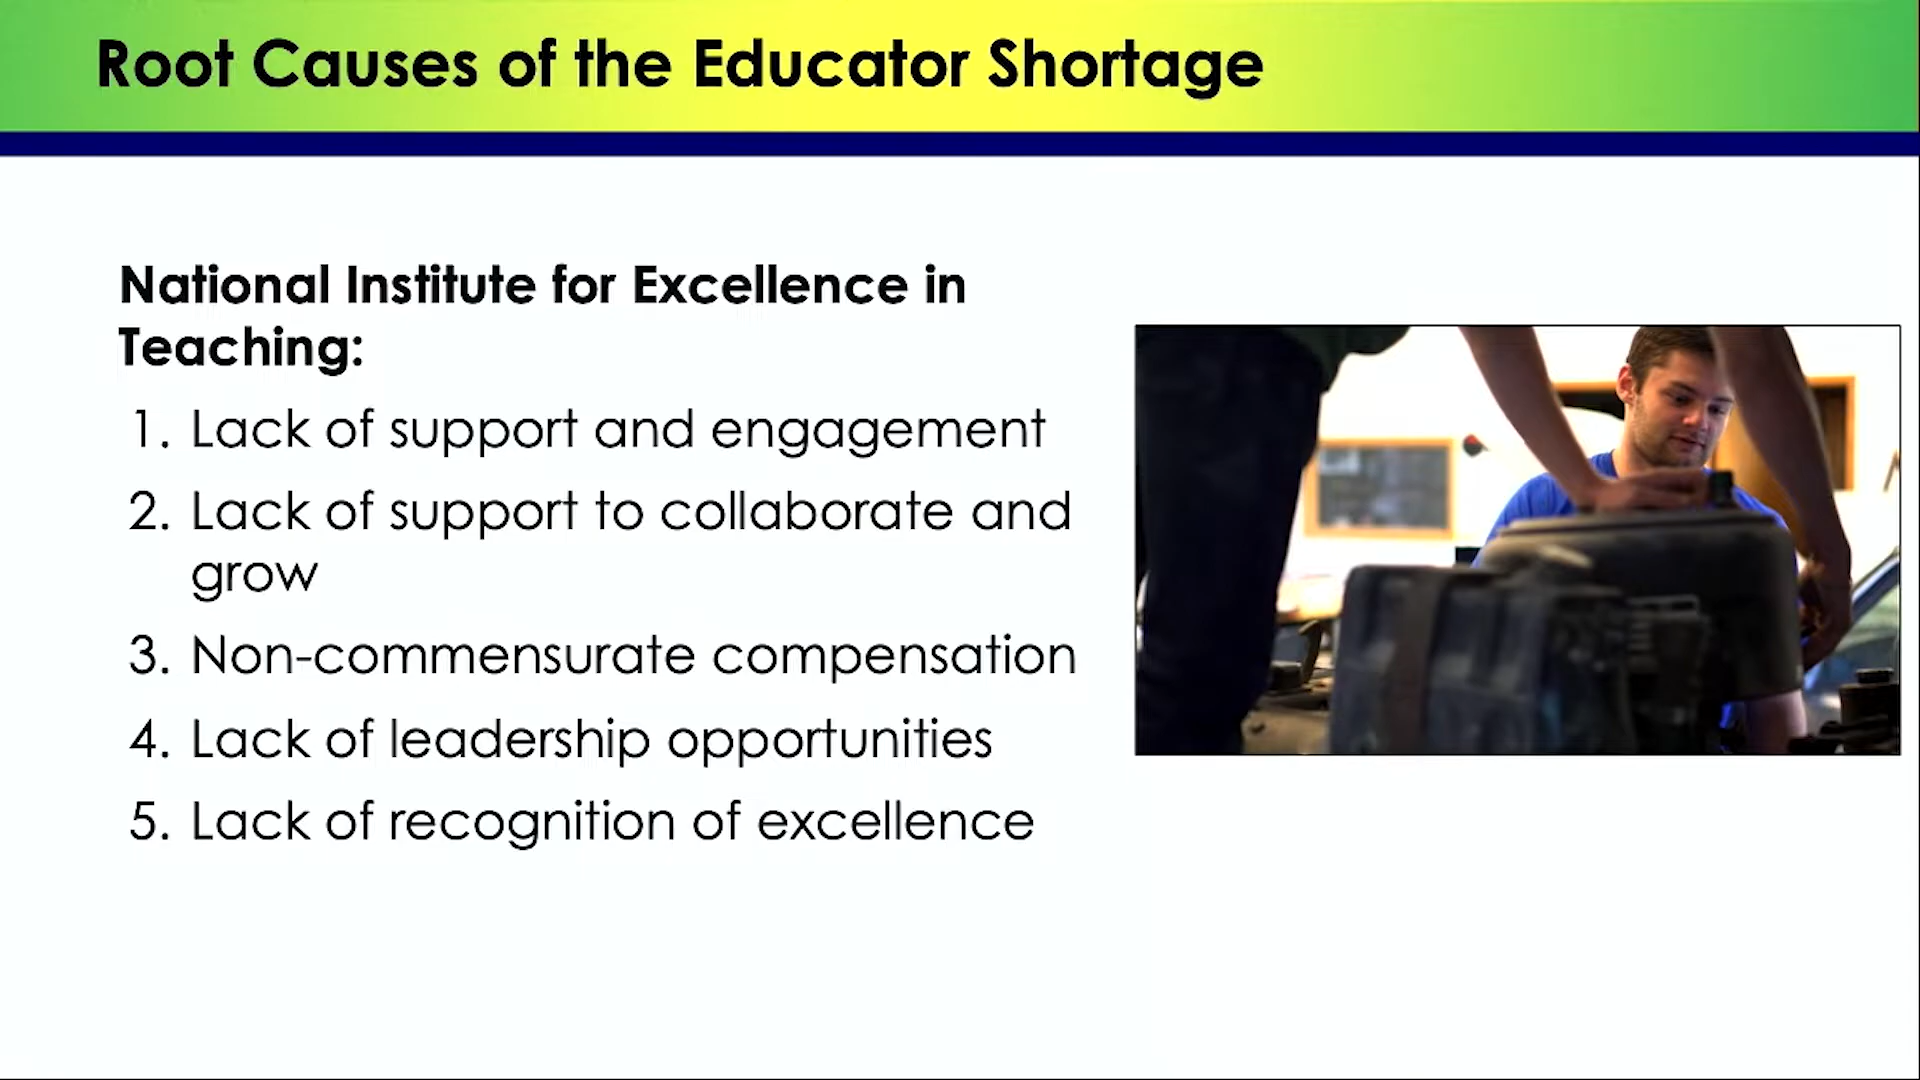 Root Causes of the Educator Shortage
National Institute for Excellence in
Teaching:
1. Lack of support and engagement
2. Lack of support to collaborate and
grow
3. Non-commensurate compensation
4. Lack of leadership opportunities
5. Lack of recognition of excellence